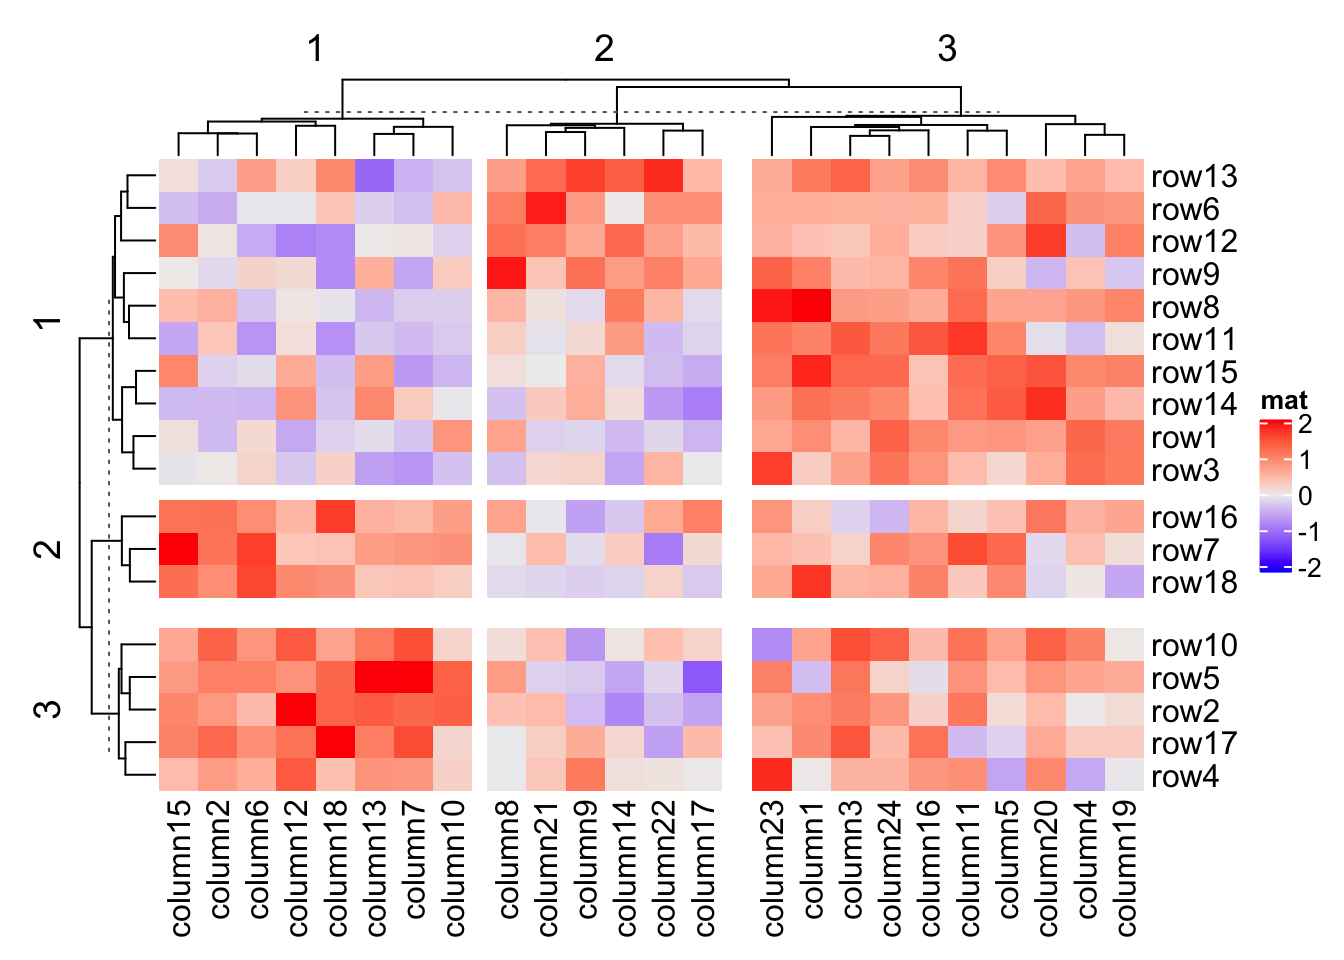 1 2 3
row13
row6
row12
row9
row8
row11
row15
row14
row1
row3
1
row16
row7
row18
2
row10
row5
row2
row17
row4
3
column15 column2 column6 column12 column18 column13 column7 column10 column8 column21 column9 column14 column22 column17 column23 column1 column3 column24 column16 column11 column5 column20 column4 column19
mat
2
1
0
-1
-2